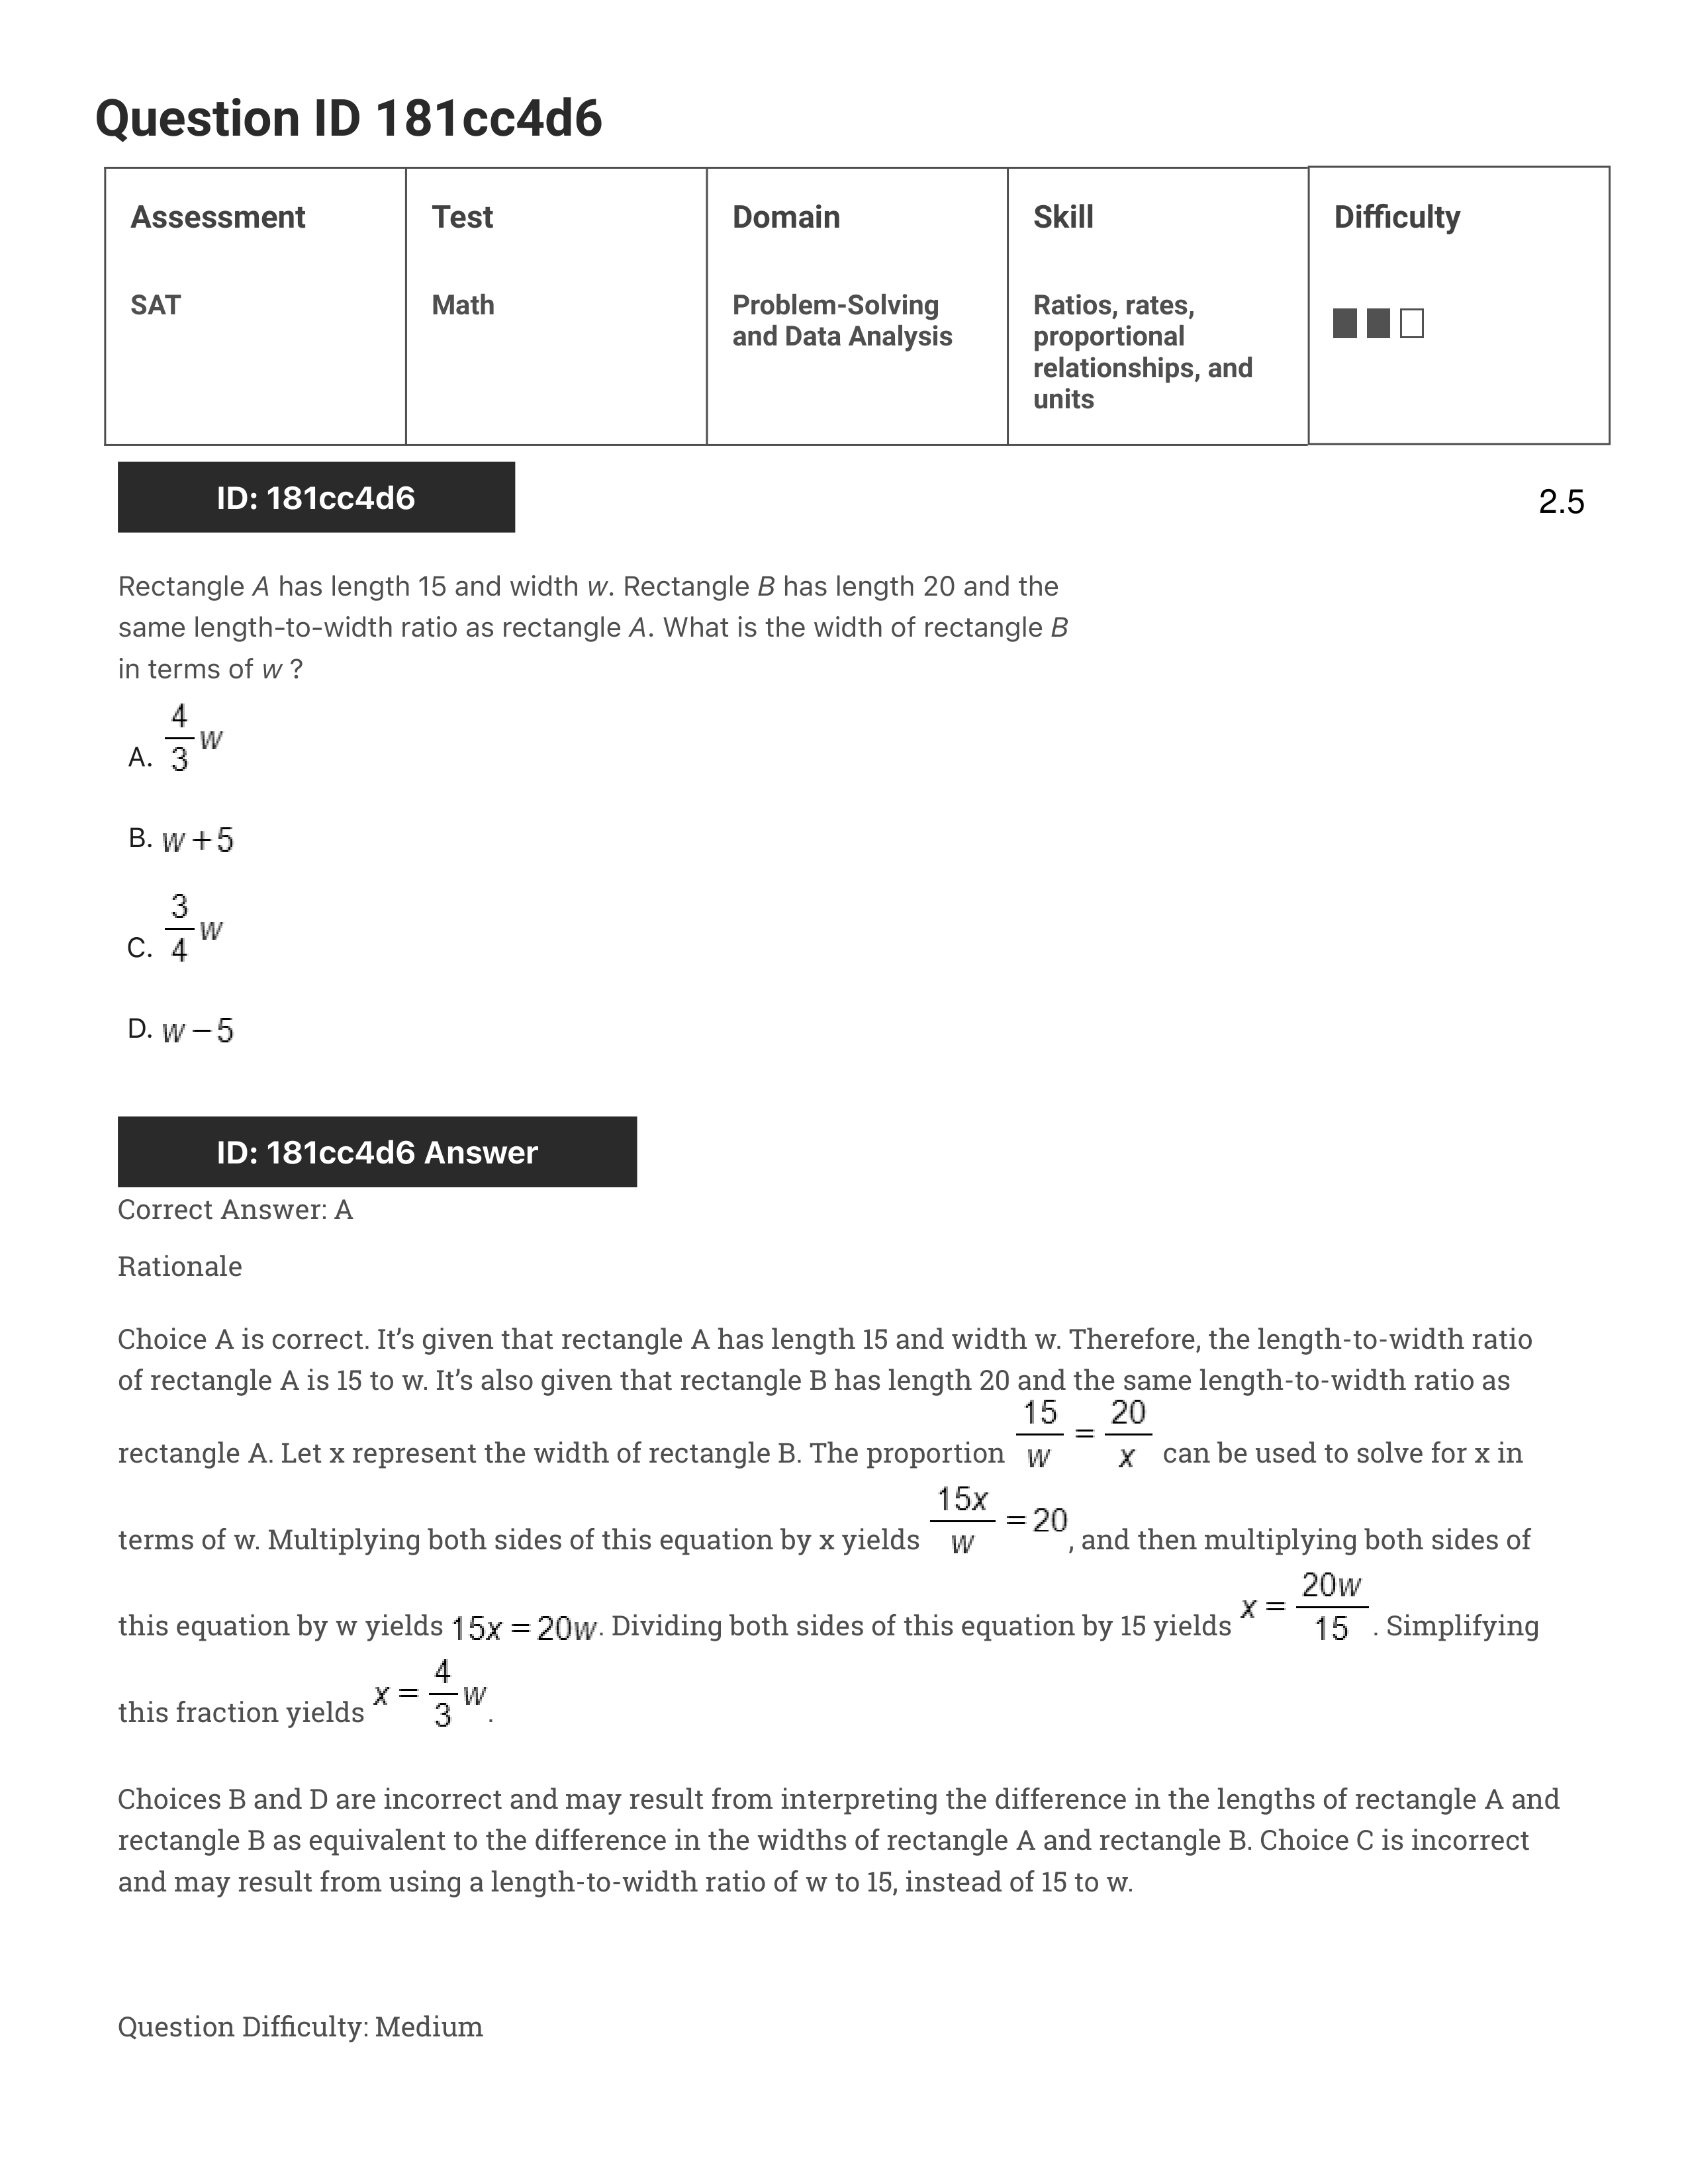 Question ID 181cc4d6
Assessment
Test
Domain
Skill
Difficulty
SAT
Math
Problem-Solving
and Data Analysis
Ratios, rates,
proportional
relationships, and
units
ID: 181cc4d6
2.5
Rectangle A has length 15 and width w. Rectangle B has length 20 and the
same length-to-width ratio as rectangle A. What is the width of rectangle B
in terms of w ?
A. 4/3 w
B. w + 5
C. 3/4 w
D. w − 5
ID: 181cc4d6 Answer
Correct Answer: A
Rationale
Choice A is correct. It’s given that rectangle A has length 15 and width w. Therefore, the length-to-width ratio
of rectangle A is 15 to w. It’s also given that rectangle B has length 20 and the same length-to-width ratio as
rectangle A. Let x represent the width of rectangle B. The proportion 15/w = 20/x can be used to solve for x in
terms of w. Multiplying both sides of this equation by x yields 15x/w = 20, and then multiplying both sides of
this equation by w yields 15x = 20w. Dividing both sides of this equation by 15 yields x = 20w/15. Simplifying
this fraction yields x = 4/3 w.
Choices B and D are incorrect and may result from interpreting the difference in the lengths of rectangle A and
rectangle B as equivalent to the difference in the widths of rectangle A and rectangle B. Choice C is incorrect
and may result from using a length-to-width ratio of w to 15, instead of 15 to w.
Question Difficulty: Medium